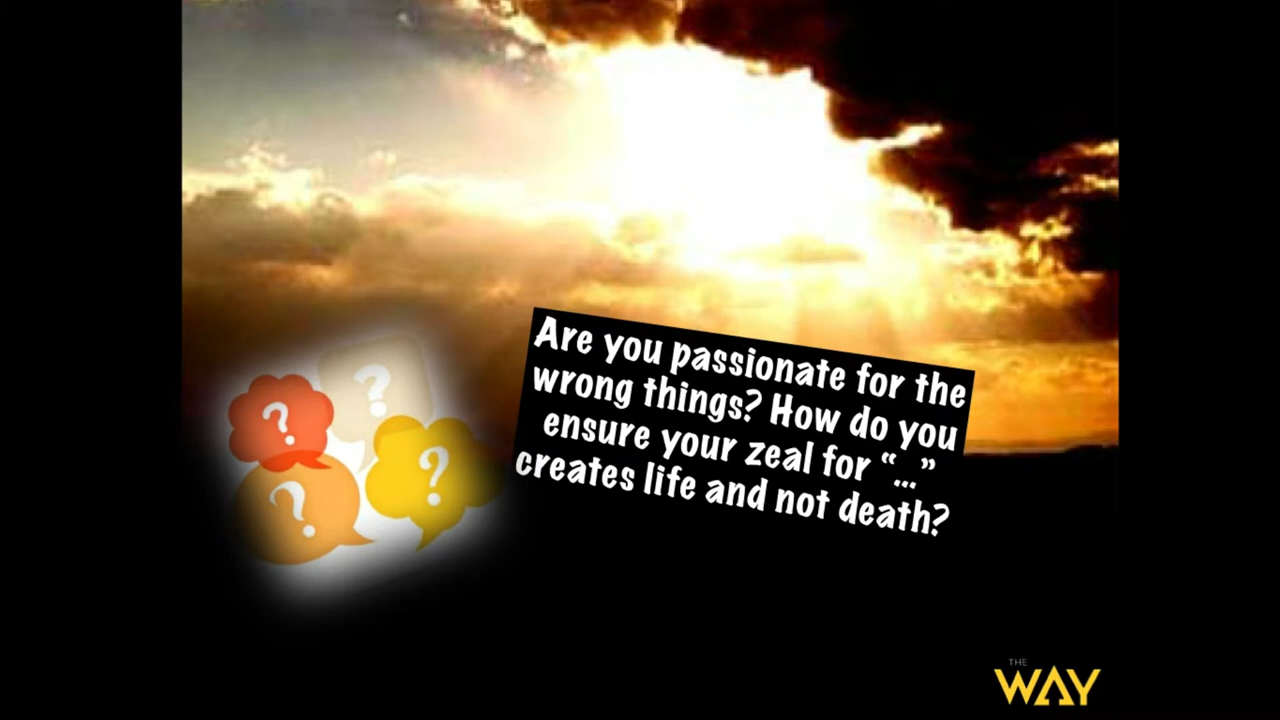 Are you passionate for the
wrong things? How do you
ensure your zeal for “...”
creates life and not death?
?
?
?
?
THE
WAY